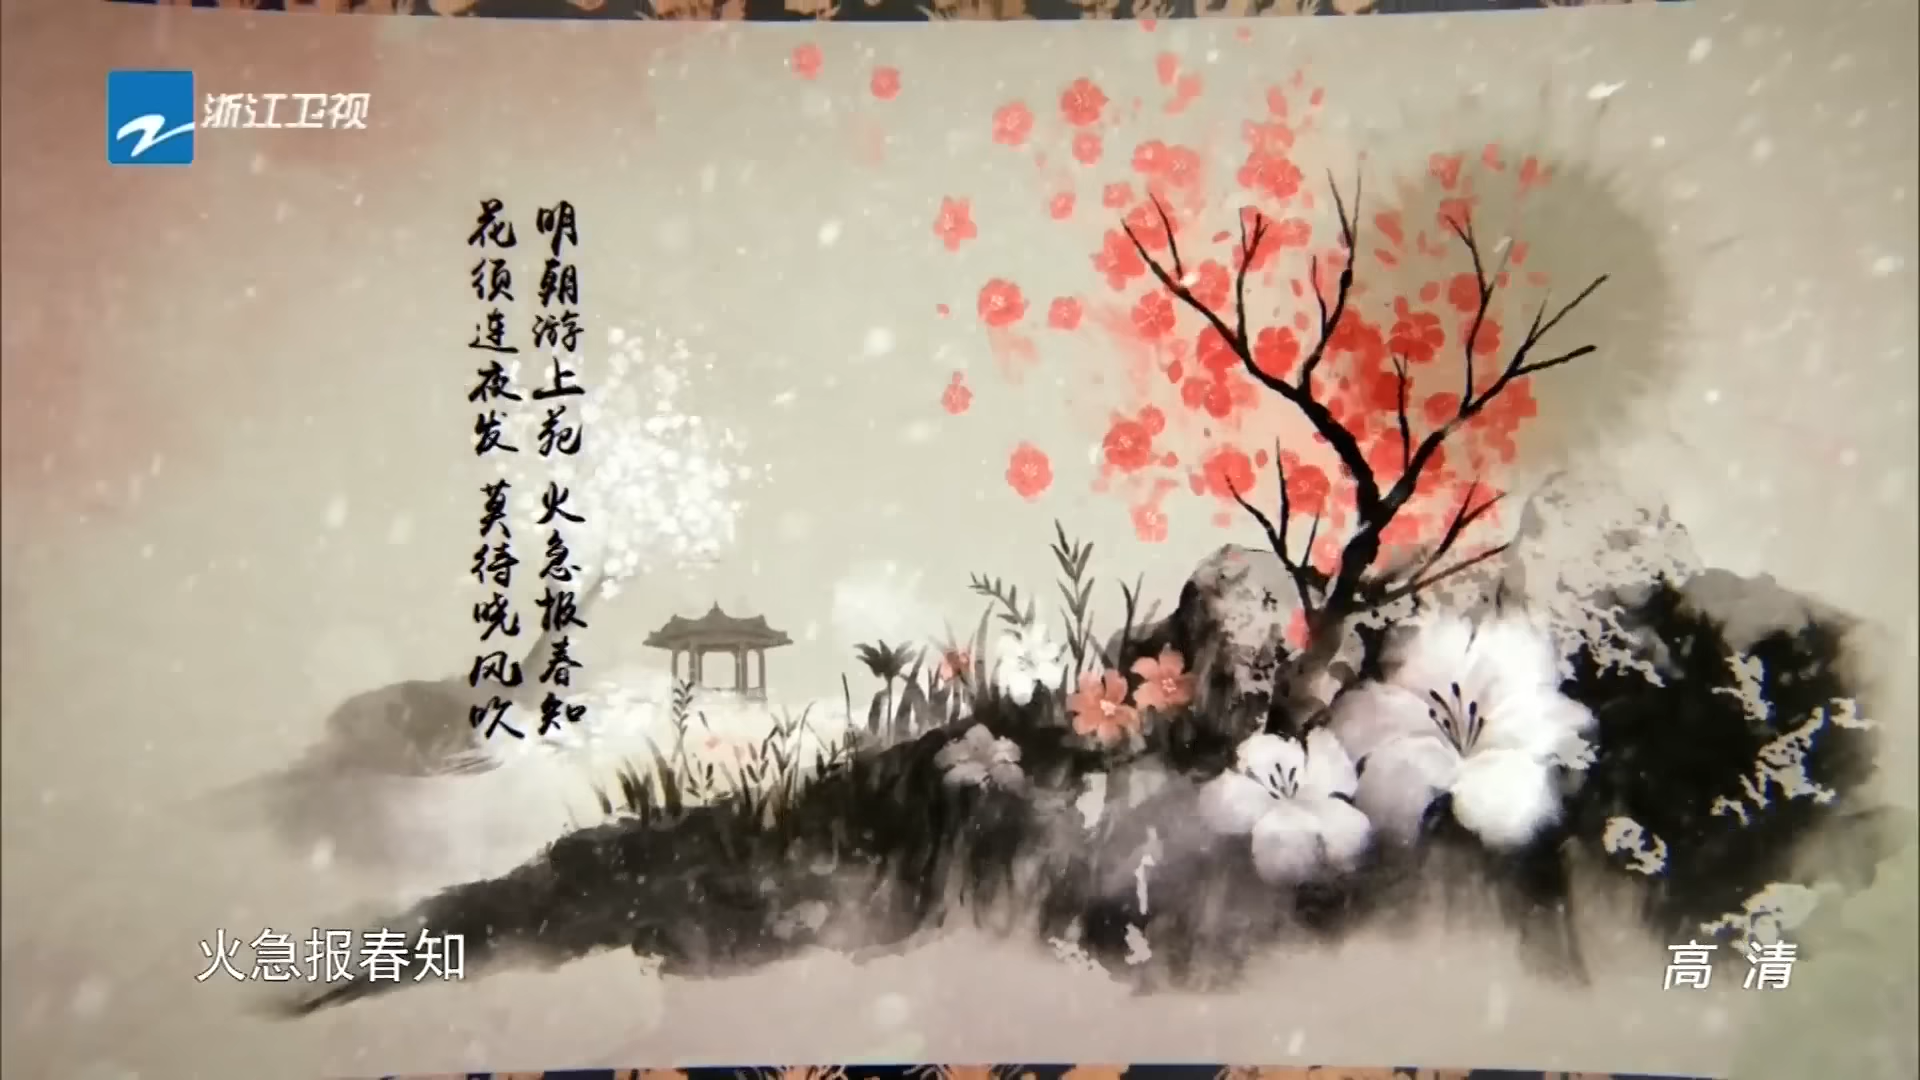 浙江卫视
明朝游上苑 火急报春知
花须连夜发 莫待晓风吹
火急报春知
高清